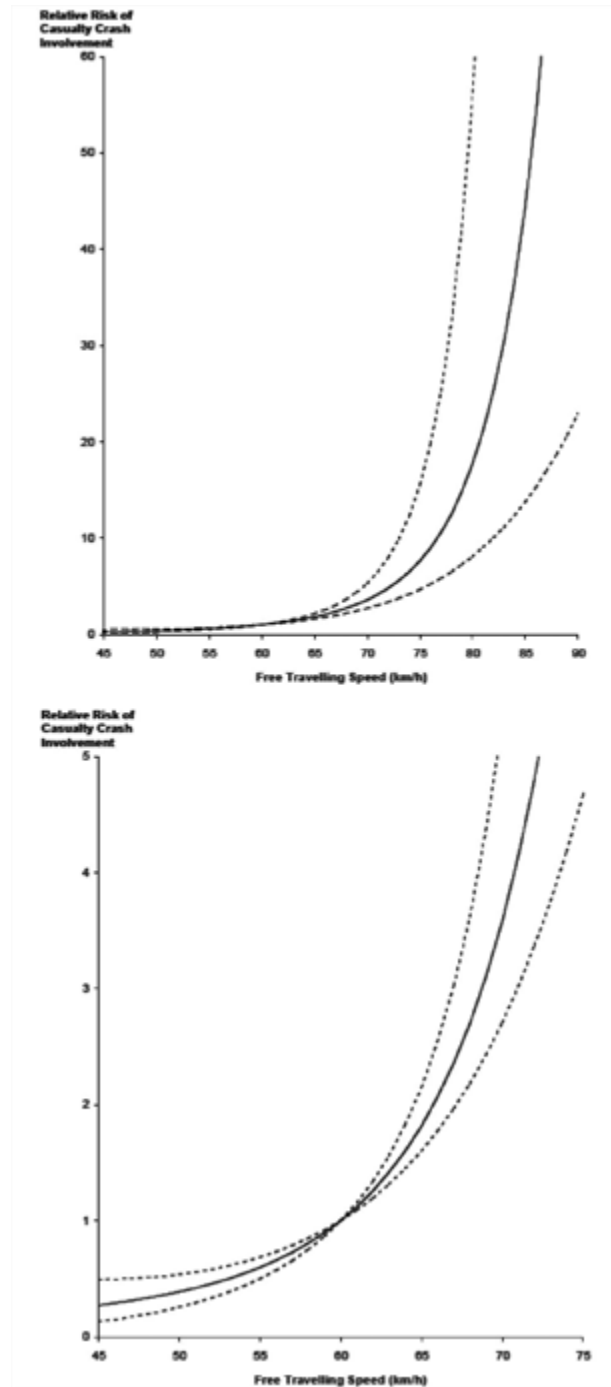 Relative Risk of
Casualty Crash
Involvement
60
50
40
30
20
10
0
45 50 55 60 65 70 75 80 85 90
Free Travelling Speed (km/h)
Relative Risk of
Casualty Crash
Involvement
5
4
3
2
1
0
45 50 55 60 65 70 75
Free Travelling Speed (km/h)